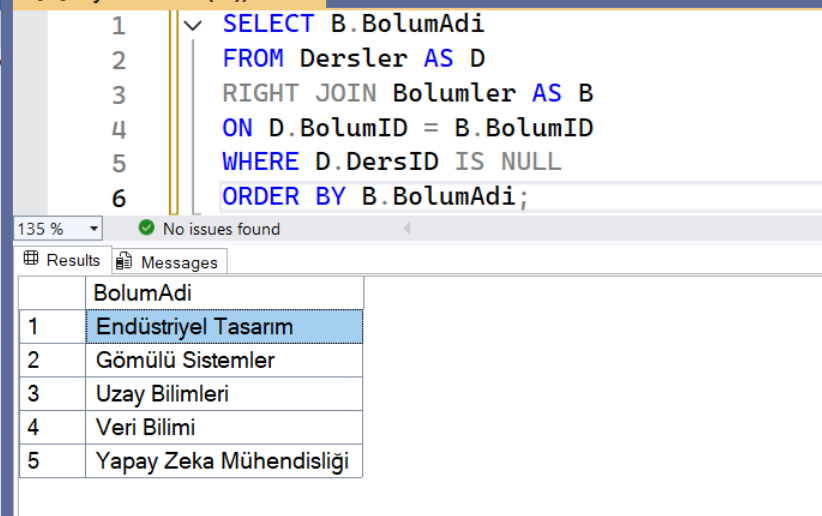 1 SELECT B.BolumAdi
2 FROM Dersler AS D
3 RIGHT JOIN Bolumler AS B
4 ON D.BolumID = B.BolumID
5 WHERE D.DersID IS NULL
6 ORDER BY B.BolumAdi;
135 % No issues found
Results Messages
BolumAdi
1 Endüstriyel Tasarım
2 Gömülü Sistemler
3 Uzay Bilimleri
4 Veri Bilimi
5 Yapay Zeka Mühendisliği